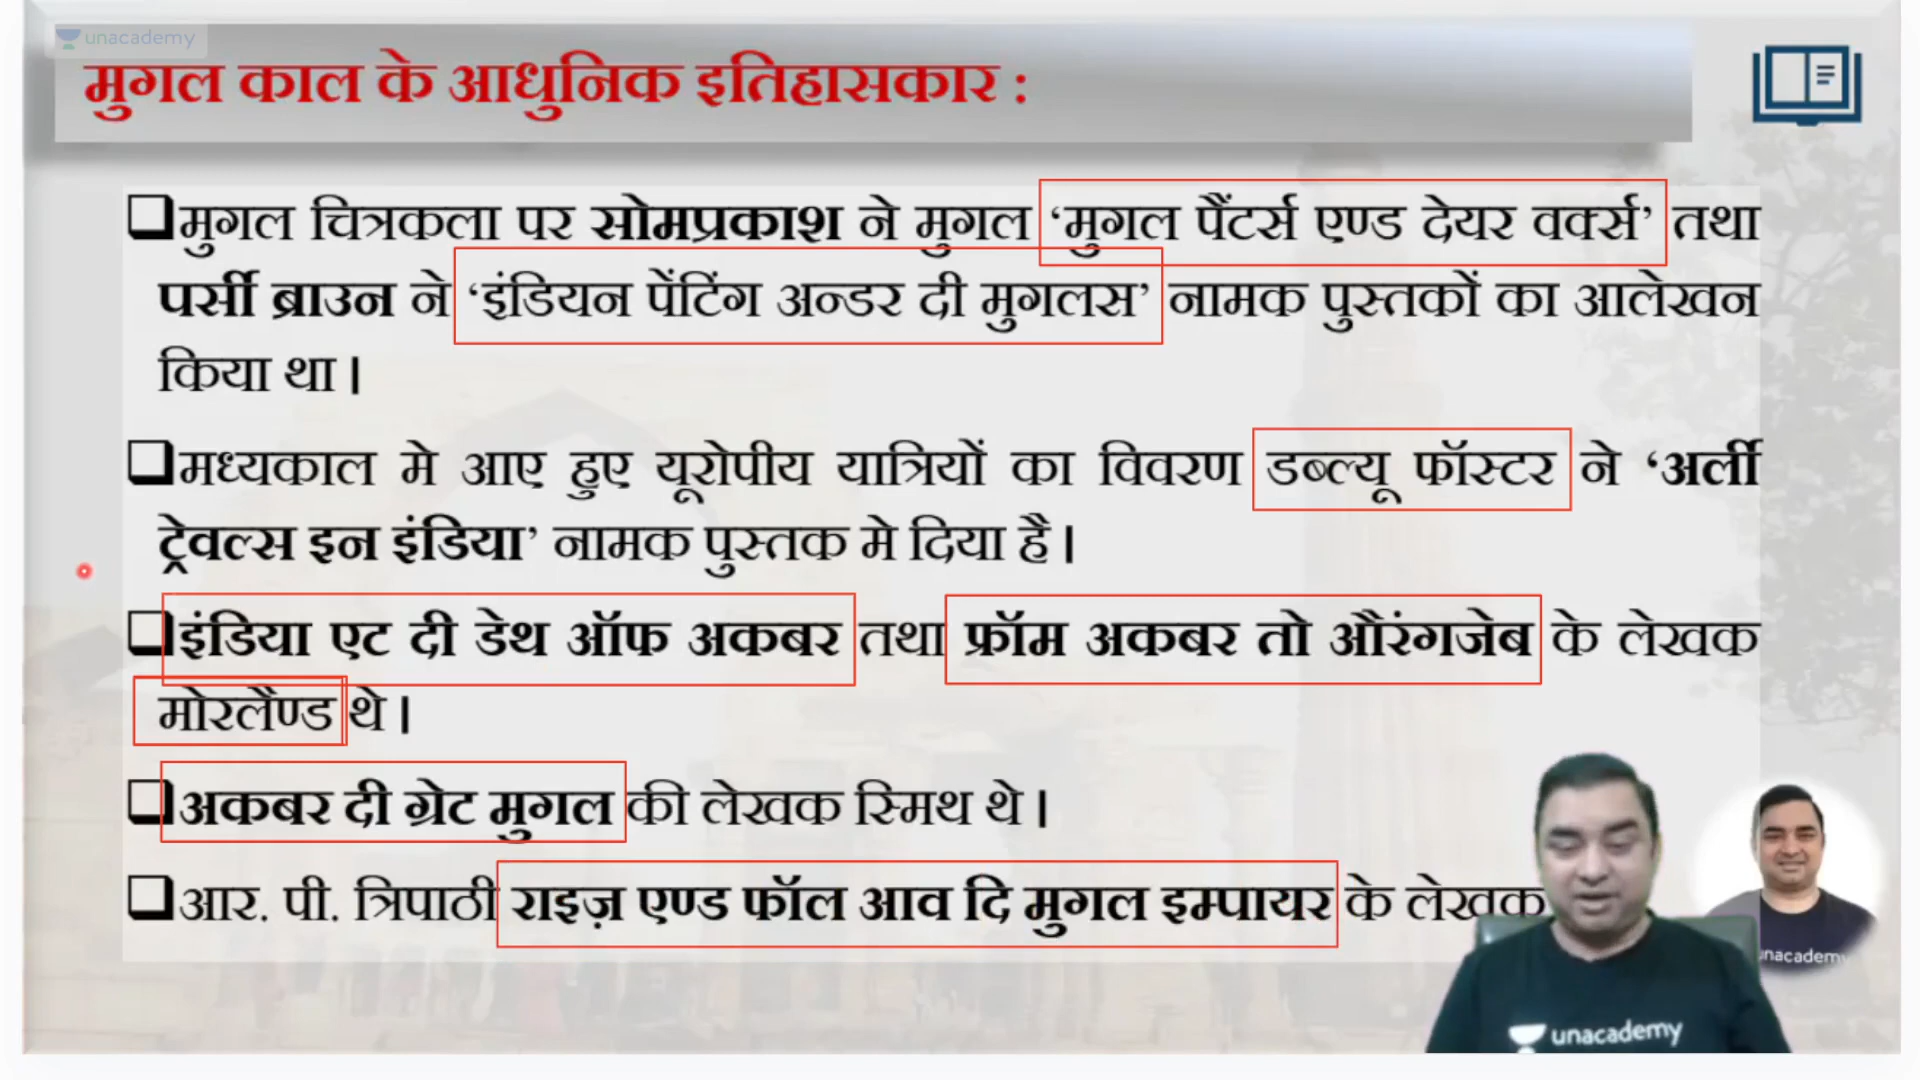 unacademy
मुगल काल के आधुनिक इतिहासकार :
मुगल चित्रकला पर सोमप्रकाश ने मुगल ‘मुगल पैंटर्स एण्ड देयर वर्क्स’ तथा
पर्सी ब्राउन ने ‘इंडियन पेंटिंग अन्डर दी मुगलस’ नामक पुस्तकों का आलेखन
किया था।
मध्यकाल मे आए हुए यूरोपीय यात्रियों का विवरण डब्ल्यू फॉस्टर ने ‘अर्ली
ट्रेवल्स इन इंडिया’ नामक पुस्तक मे दिया है।
इंडिया एट दी डेथ ऑफ अकबर तथा फ्रॉम अकबर तो औरंगजेब के लेखक
मोरलैण्ड थे।
अकबर दी ग्रेट मुगल की लेखक स्मिथ थे।
आर. पी. त्रिपाठी राइज़ एण्ड फॉल आव दि मुगल इम्पायर के लेखक
unacademy
unacademy